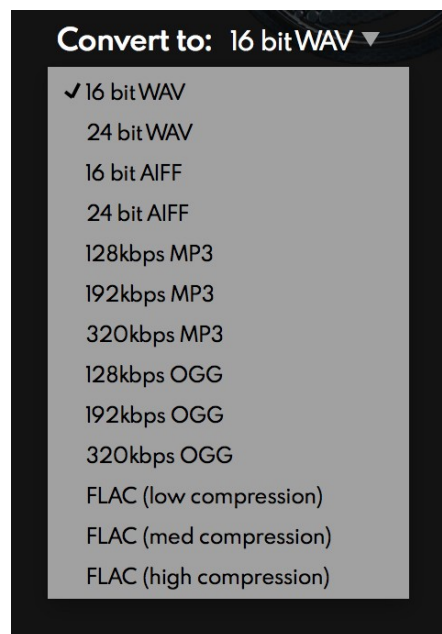 Convert to: 16 bit WAV ▼
✓ 16 bit WAV
24 bit WAV
16 bit AIFF
24 bit AIFF
128kbps MP3
192kbps MP3
320kbps MP3
128kbps OGG
192kbps OGG
320kbps OGG
FLAC (low compression)
FLAC (med compression)
FLAC (high compression)